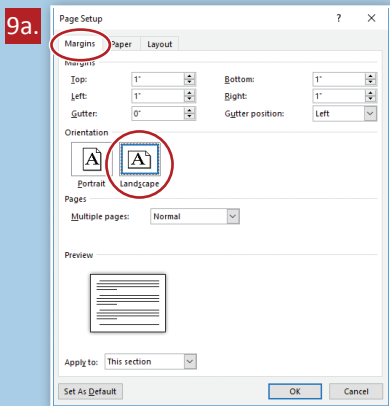 9a.
Page Setup ? ×
Margins Paper Layout
Margins
Top: 1" Bottom: 1"
Left: 1" Right: 1"
Gutter: 0" Gutter position: Left
Orientation
A A
Portrait Landscape
Pages
Multiple pages: Normal
Preview
Apply to: This section
Set As Default OK Cancel